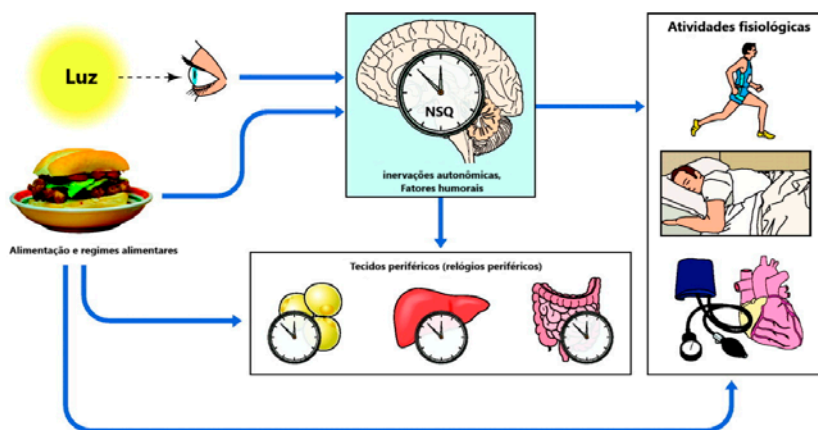 Luz
NSQ
inervações autonômicas,
Fatores humorais
Atividades fisiológicas
Alimentação e regimes alimentares
Tecidos periféricos (relógios periféricos)